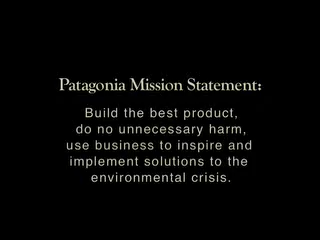 Patagonia Mission Statement:
Build the best product,
do no unnecessary harm,
use business to inspire and
implement solutions to the
environmental crisis.